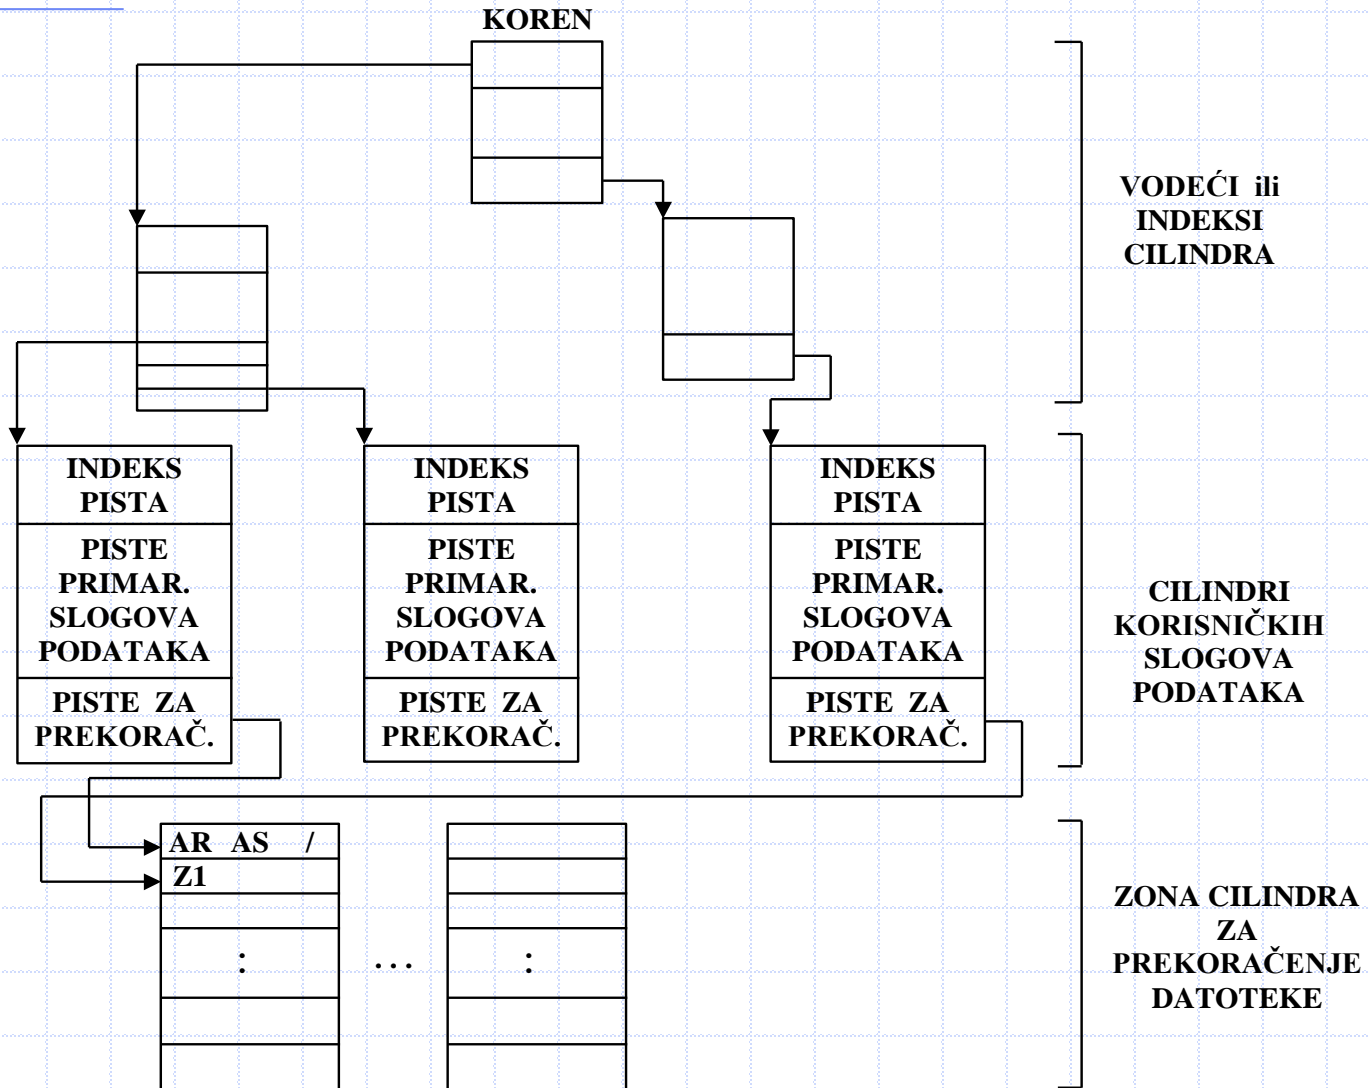 KOREN
VODEĆI ili
INDEKSI
CILINDRA
INDEKS
PISTA
PISTE
PRIMAR.
SLOGOVA
PODATAKA
PISTE ZA
PREKORAČ.
INDEKS
PISTA
PISTE
PRIMAR.
SLOGOVA
PODATAKA
PISTE ZA
PREKORAČ.
INDEKS
PISTA
PISTE
PRIMAR.
SLOGOVA
PODATAKA
PISTE ZA
PREKORAČ.
CILINDRI
KORISNIČKIH
SLOGOVA
PODATAKA
AR AS /
Z1
:
...
:
ZONA CILINDRA
ZA
PREKORAČENJE
DATOTEKE